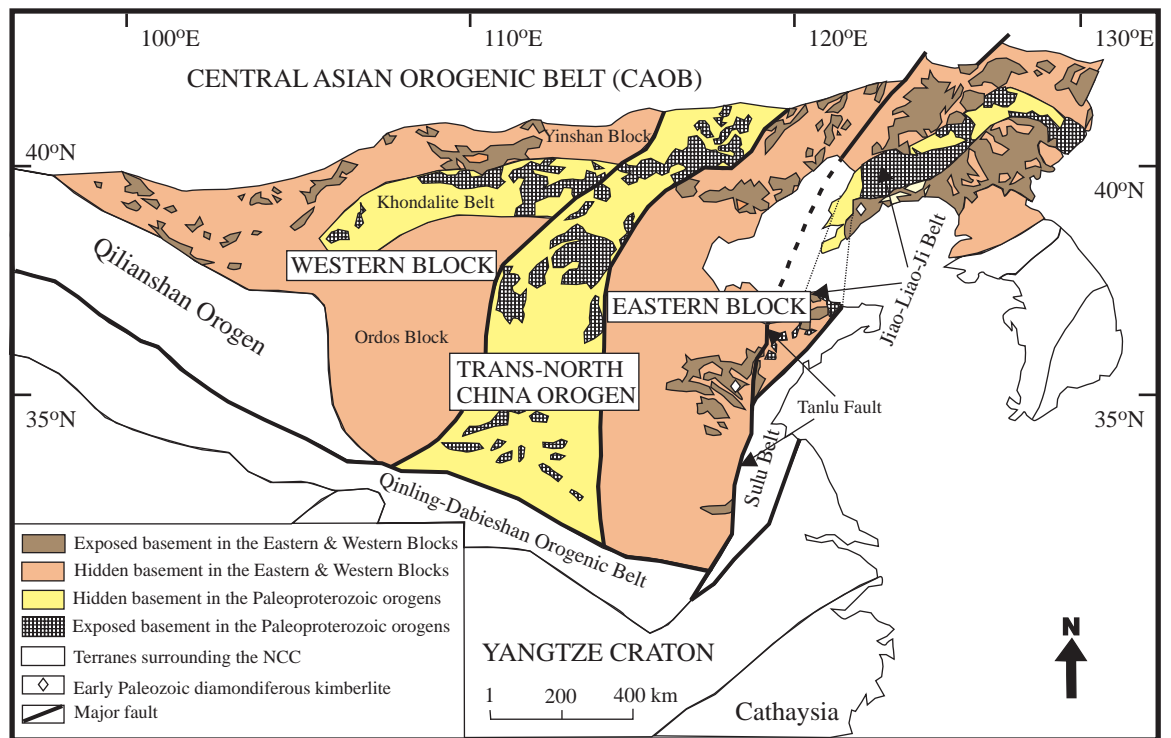 100°E
110°E
120°E
130°E
CENTRAL ASIAN OROGENIC BELT (CAOB)
Yinshan Block
40°N
40°N
Khondalite Belt
Qilianshan Orogen
WESTERN BLOCK
EASTERN BLOCK
Jiao-Liao-Ji Belt
Ordos Block
TRANS-NORTH
CHINA OROGEN
35°N
35°N
Tanlu Fault
Sulu Belt
Qinling-Dabieshan Orogenic Belt
Exposed basement in the Eastern & Western Blocks
Hidden basement in the Eastern & Western Blocks
Hidden basement in the Paleoproterozoic orogens
Exposed basement in the Paleoproterozoic orogens
Terranes surrounding the NCC
Early Paleozoic diamondiferous kimberlite
Major fault
YANGTZE CRATON
1 200 400 km
Cathaysia
N